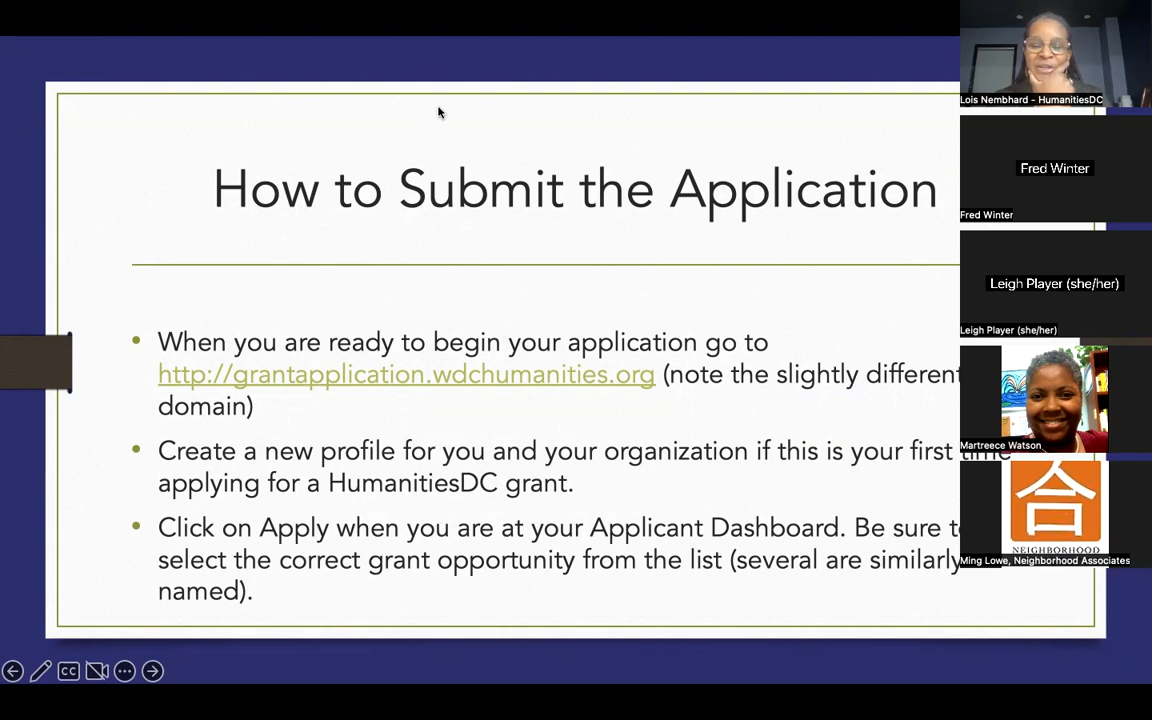 How to Submit the Application
When you are ready to begin your application go to
http://grantapplication.wdchumanities.org (note the slightly different
domain)
Create a new profile for you and your organization if this is your first time
applying for a HumanitiesDC grant.
Click on Apply when you are at your Applicant Dashboard. Be sure to
select the correct grant opportunity from the list (several are similarly
named).
Lois Nembhard - HumanitiesDC
Fred Winter
Fred Winter
Leigh Player (she/her)
Leigh Player (she/her)
Martreece Watson
合
NEIGHBORHOOD
Ming Lowe, Neighborhood Associates
CC